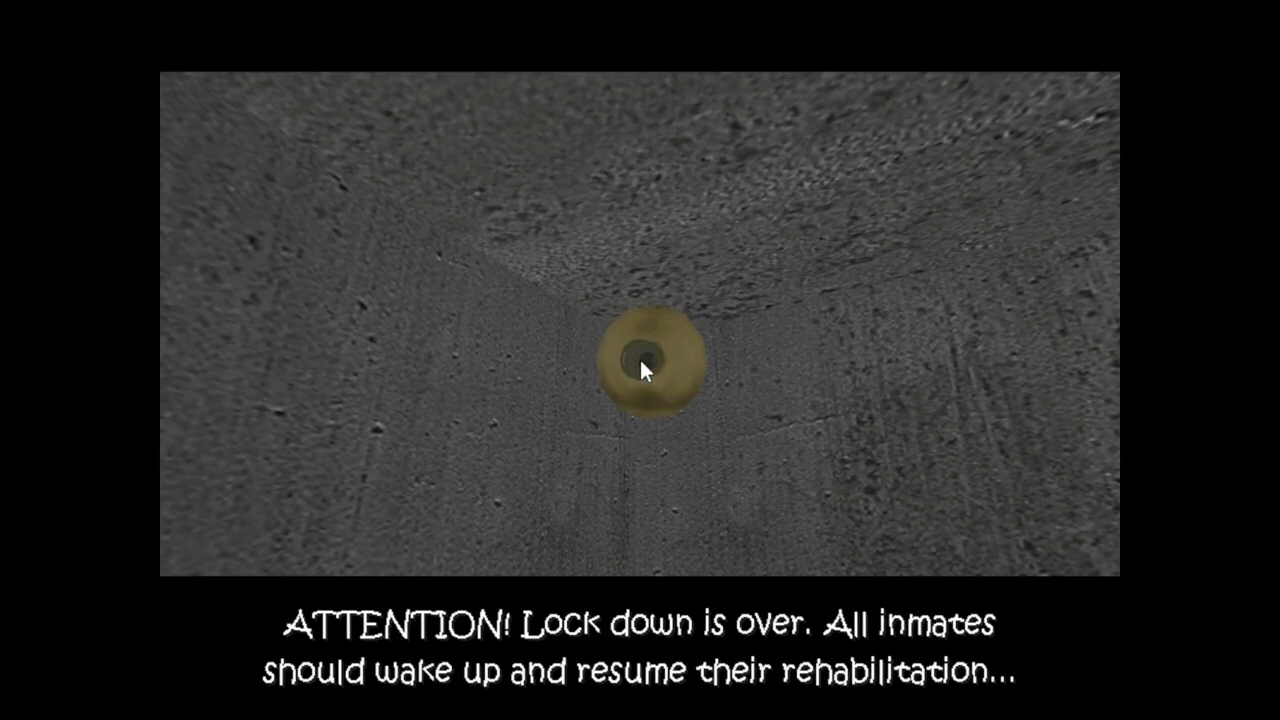 ATTENTION! Lock down is over. All inmates
should wake up and resume their rehabilitation...